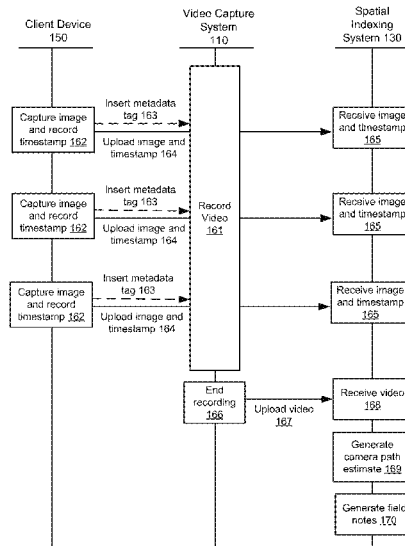 Client Device
150
Video Capture
System
110
Spatial
Indexing
System 130
Capture image
and record
timestamp 162
Insert metadata
tag 163
Upload image and
timestamp 164
Receive image
and timestamp
165
Capture image
and record
timestamp 162
Insert metadata
tag 163
Upload image and
timestamp 164
Record
Video
161
Receive image
and timestamp
165
Capture image
and record
timestamp 162
Insert metadata
tag 163
Upload image and
timestamp 164
Receive image
and timestamp
165
End
recording
166
Upload video
167
Receive video
168
Generate
camera path
estimate 169
Generate field
notes 170